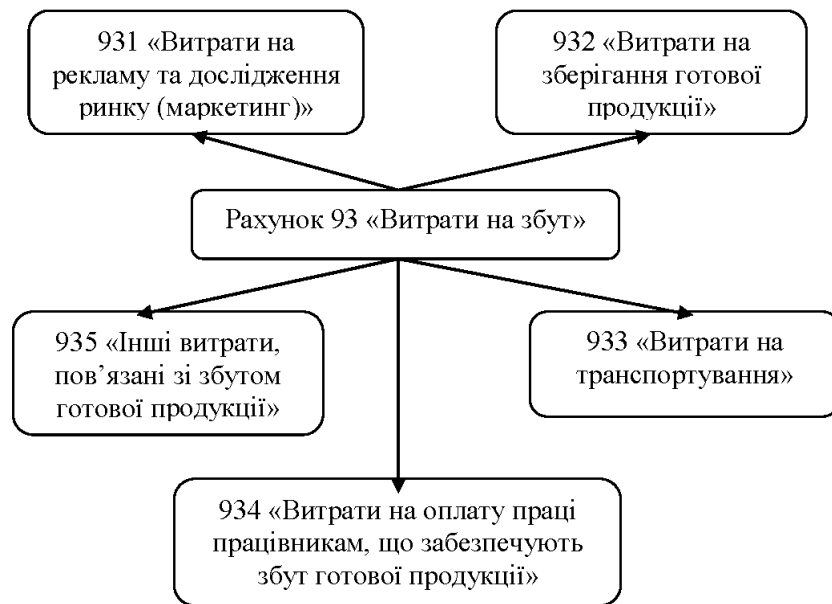 931 «Витрати на
рекламу та дослідження
ринку (маркетинг)»
932 «Витрати на
зберігання готової
продукції»
Рахунок 93 «Витрати на збут»
935 «Інші витрати,
пов’язані зі збутом
готової продукції»
933 «Витрати на
транспортування»
934 «Витрати на оплату праці
працівникам, що забезпечують
збут готової продукції»